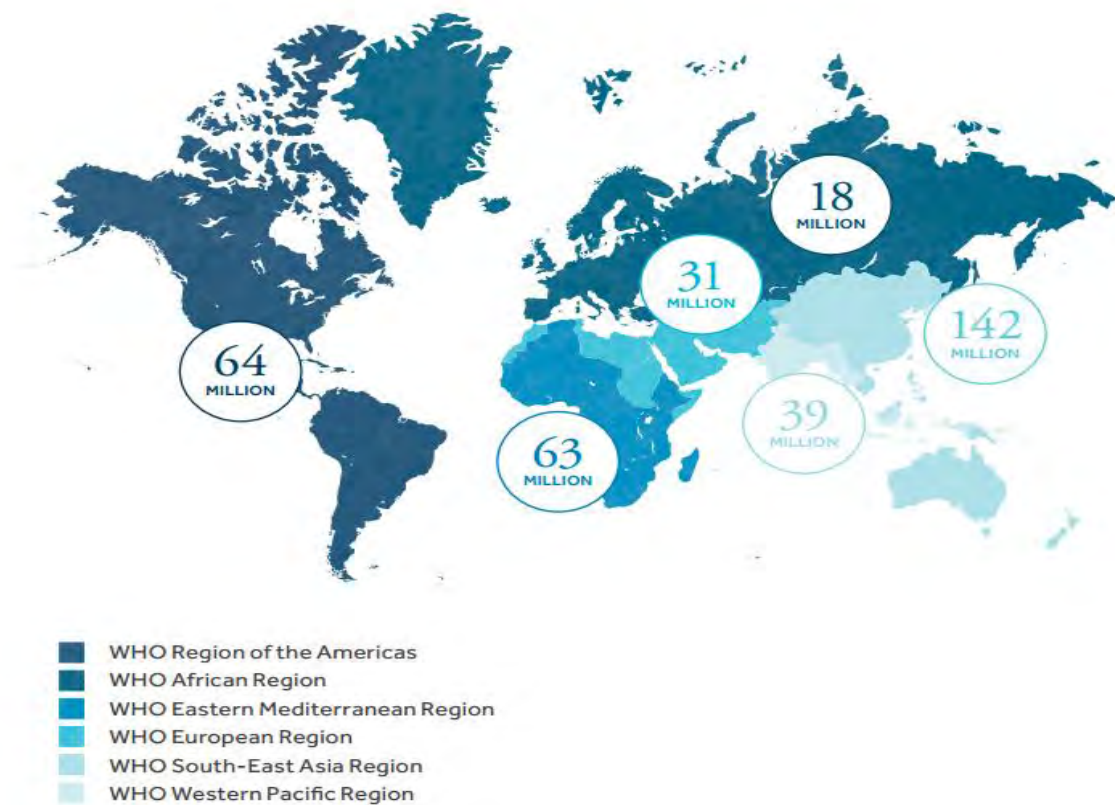 18
MILLION
31
MILLION
142
MILLION
64
MILLION
39
MILLION
63
MILLION
WHO Region of the Americas
WHO African Region
WHO Eastern Mediterranean Region
WHO European Region
WHO South-East Asia Region
WHO Western Pacific Region